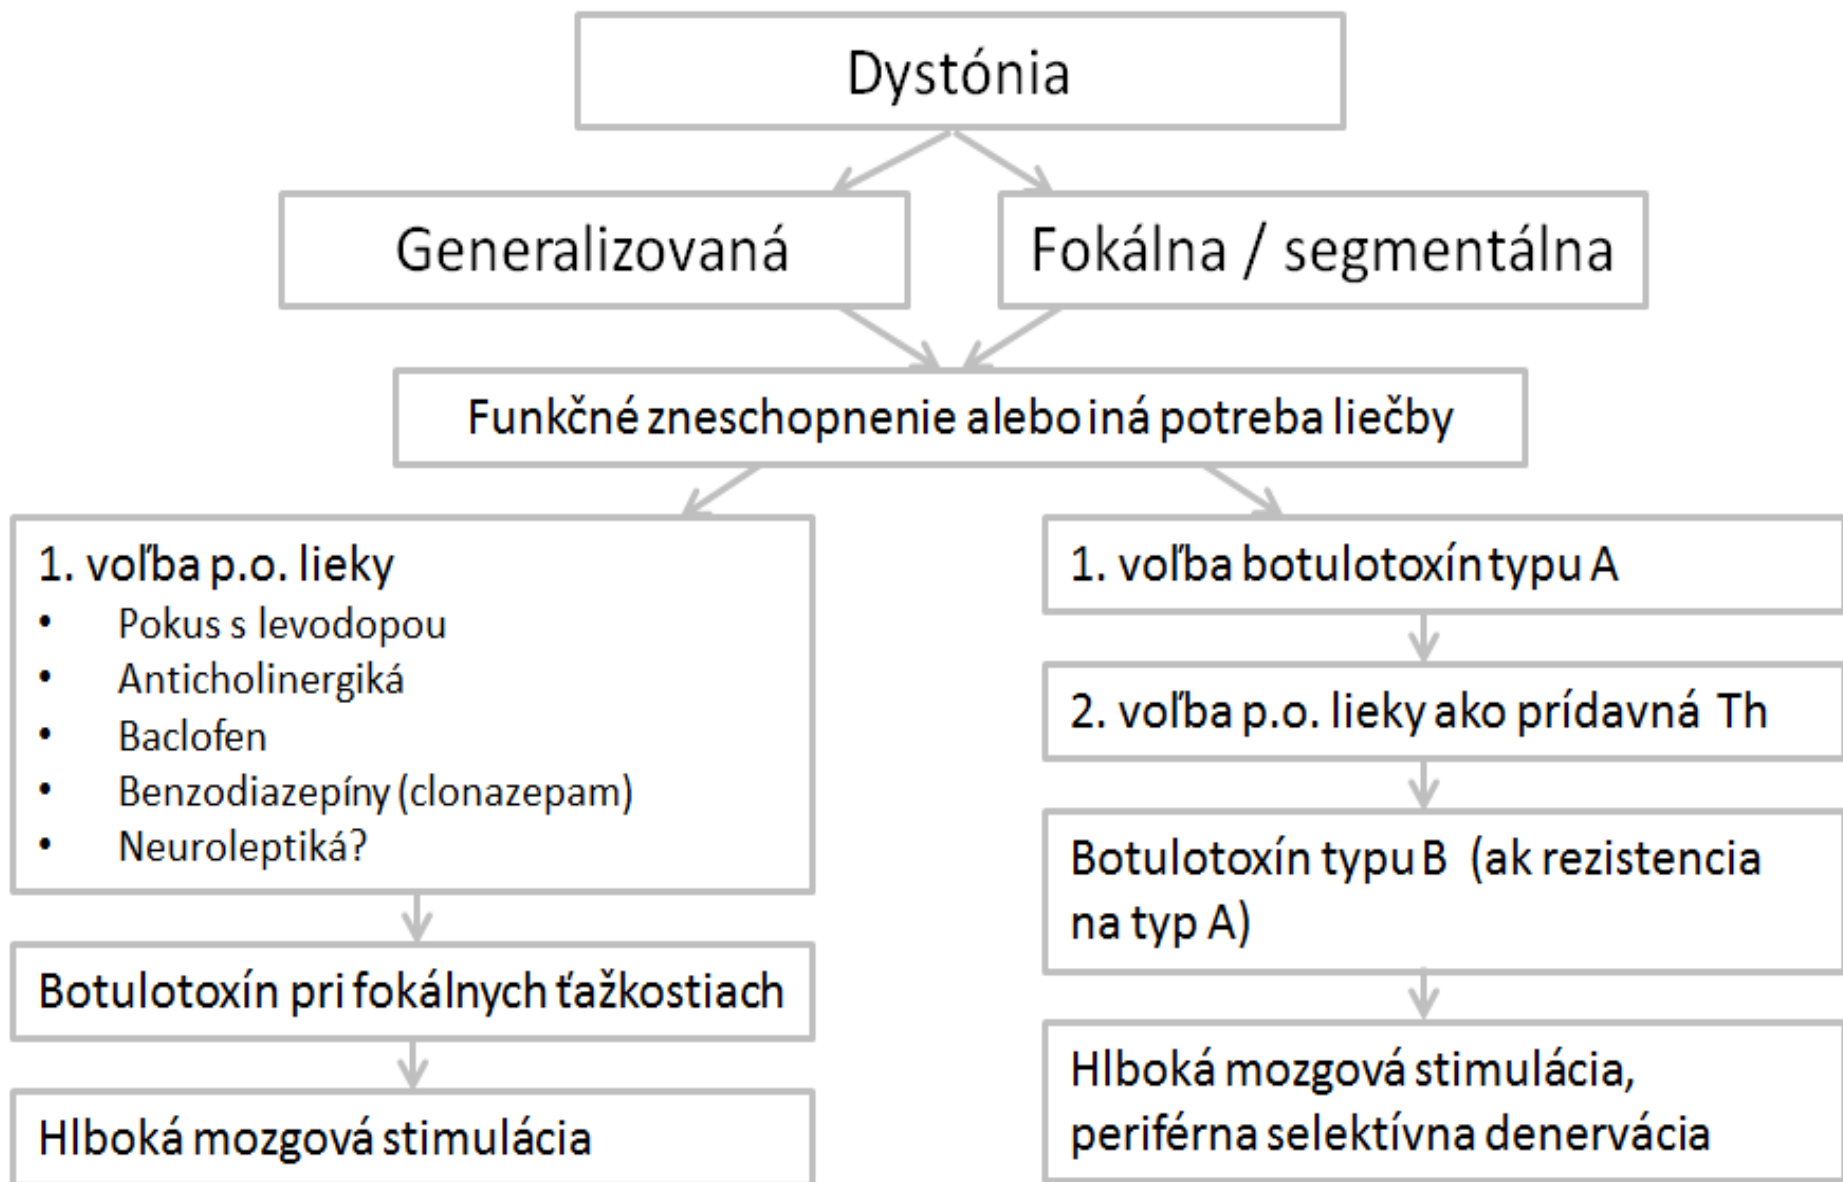 Dystónia
Generalizovaná
Fokálna / segmentálna
Funkčné zneschopnenie alebo iná potreba liečby
1. voľba p.o. lieky
• Pokus s levodopou
• Anticholinergiká
• Baclofen
• Benzodiazepíny (clonazepam)
• Neuroleptiká?
Botulotoxín pri fokálnych ťažkostiach
Hlboká mozgová stimulácia
1. voľba botulotoxín typu A
2. voľba p.o. lieky ako prídavná Th
Botulotoxín typu B (ak rezistencia
na typ A)
Hlboká mozgová stimulácia,
periférna selektívna denervácia